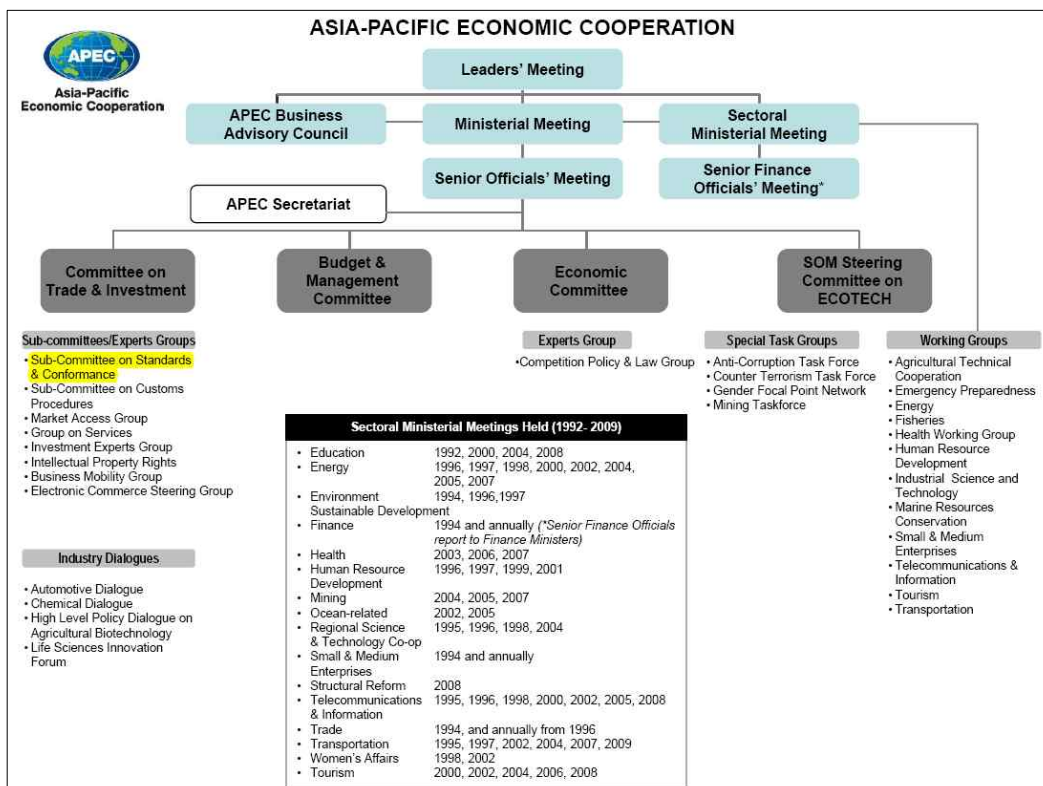 ASIA-PACIFIC ECONOMIC COOPERATION
APEC
Asia-Pacific
Economic Cooperation
Leaders' Meeting
APEC Business
Advisory Council
Ministerial Meeting
Sectoral
Ministerial Meeting
Senior Officials' Meeting
Senior Finance
Officials' Meeting*
APEC Secretariat
Committee on
Trade & Investment
Budget &
Management
Committee
Economic
Committee
SOM Steering
Committee on
ECOTECH
Sub-committees/Experts Groups
• Sub-Committee on Standards
& Conformance
• Sub-Committee on Customs
Procedures
• Market Access Group
• Group on Services
• Investment Experts Group
• Intellectual Property Rights
• Business Mobility Group
• Electronic Commerce Steering Group
Industry Dialogues
• Automotive Dialogue
• Chemical Dialogue
• High Level Policy Dialogue on
Agricultural Biotechnology
• Life Sciences Innovation
Forum
Experts Group
•Competition Policy & Law Group
Special Task Groups
• Anti-Corruption Task Force
• Counter Terrorism Task Force
• Gender Focal Point Network
• Mining Taskforce
Working Groups
• Agricultural Technical
Cooperation
• Emergency Preparedness
• Energy
• Fisheries
• Health Working Group
• Human Resource
Development
• Industrial Science and
Technology
• Marine Resources
Conservation
• Small & Medium
Enterprises
• Telecommunications &
Information
• Tourism
• Transportation
Sectoral Ministerial Meetings Held (1992- 2009)
• Education 1992, 2000, 2004, 2008
• Energy 1996, 1997, 1998, 2000, 2002, 2004,
2005, 2007
• Environment 1994, 1996,1997
Sustainable Development
• Finance 1994 and annually (*Senior Finance Officials
report to Finance Ministers)
• Health 2003, 2006, 2007
• Human Resource 1996, 1997, 1999, 2001
Development
• Mining 2004, 2005, 2007
• Ocean-related 2002, 2005
• Regional Science 1995, 1996, 1998, 2004
& Technology Co-op
• Small & Medium 1994 and annually
Enterprises
• Structural Reform 2008
• Telecommunications 1995, 1996, 1998, 2000, 2002, 2005, 2008
& Information
• Trade 1994, and annually from 1996
• Transportation 1995, 1997, 2002, 2004, 2007, 2009
• Women's Affairs 1998, 2002
• Tourism 2000, 2002, 2004, 2006, 2008